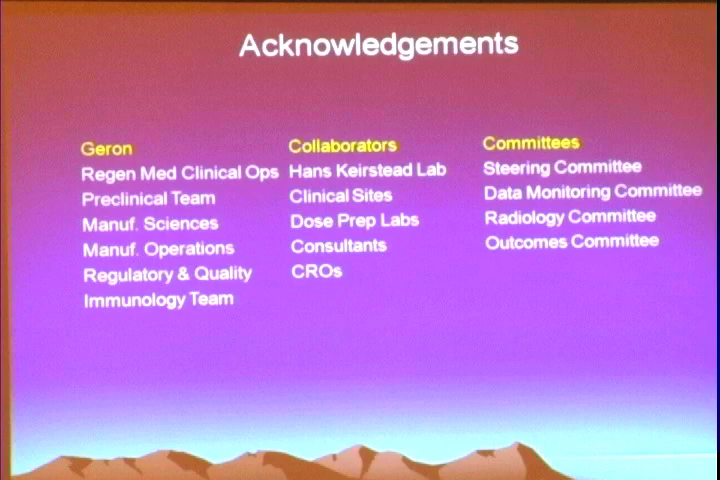 Acknowledgements
Geron
Regen Med Clinical Ops
Preclinical Team
Manuf. Sciences
Manuf. Operations
Regulatory & Quality
Immunology Team
Collaborators
Hans Keirstead Lab
Clinical Sites
Dose Prep Labs
Consultants
CROs
Committees
Steering Committee
Data Monitoring Committee
Radiology Committee
Outcomes Committee